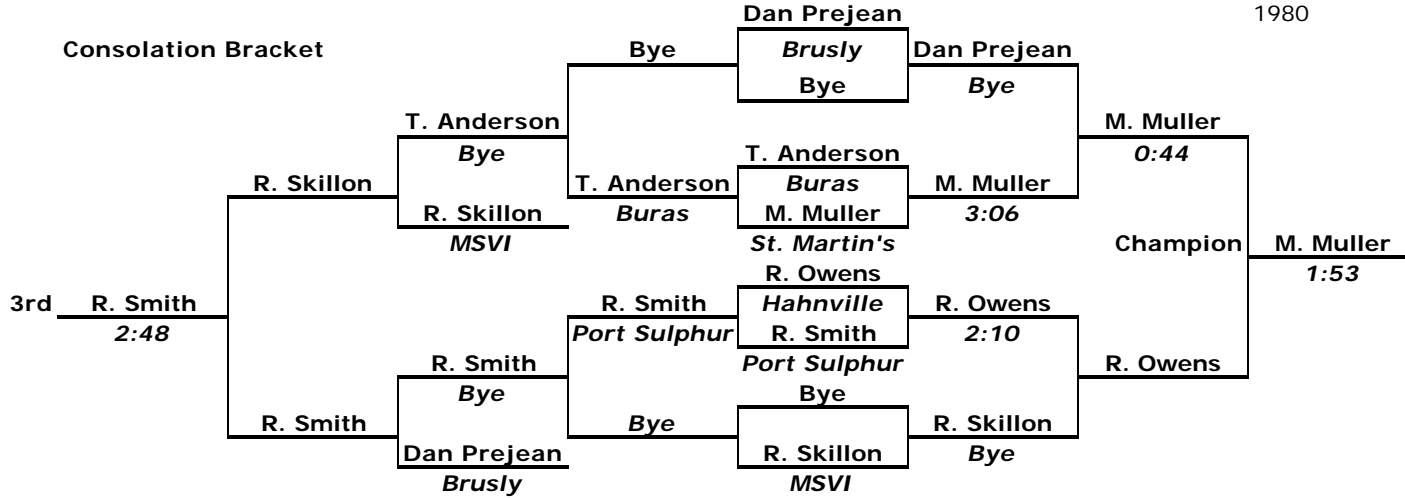 Dan Prejean 1980
Consolation Bracket Bye Brusly Dan Prejean
Bye Bye
T. Anderson M. Muller
Bye T. Anderson 0:44
R. Skillon T. Anderson Buras M. Muller
R. Skillon Buras M. Muller 3:06
MSVI St. Martin's Champion M. Muller
R. Owens 1:53
3rd R. Smith R. Smith Hahnville R. Owens
2:48 Port Sulphur R. Smith 2:10
R. Smith Port Sulphur R. Owens
Bye Bye
R. Smith Bye R. Skillon
Dan Prejean R. Skillon Bye
Brusly MSVI